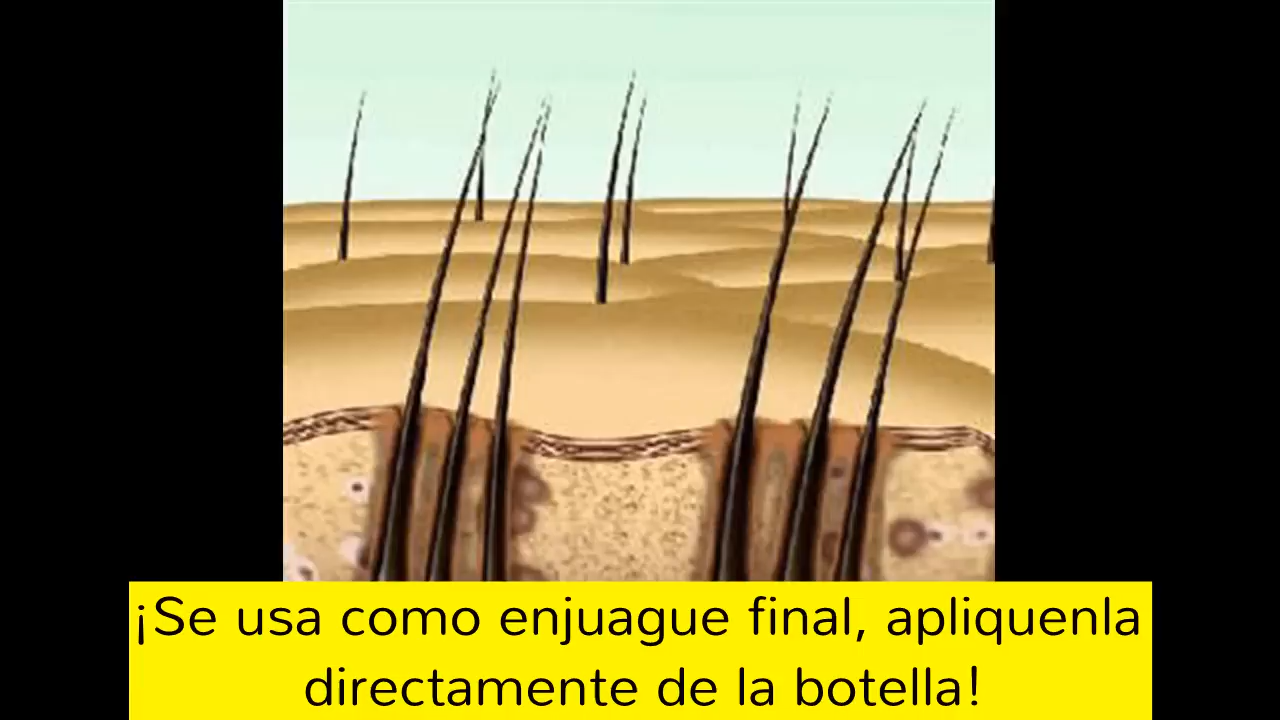 ¡Se usa como enjuague final, apliquenla
directamente de la botella!